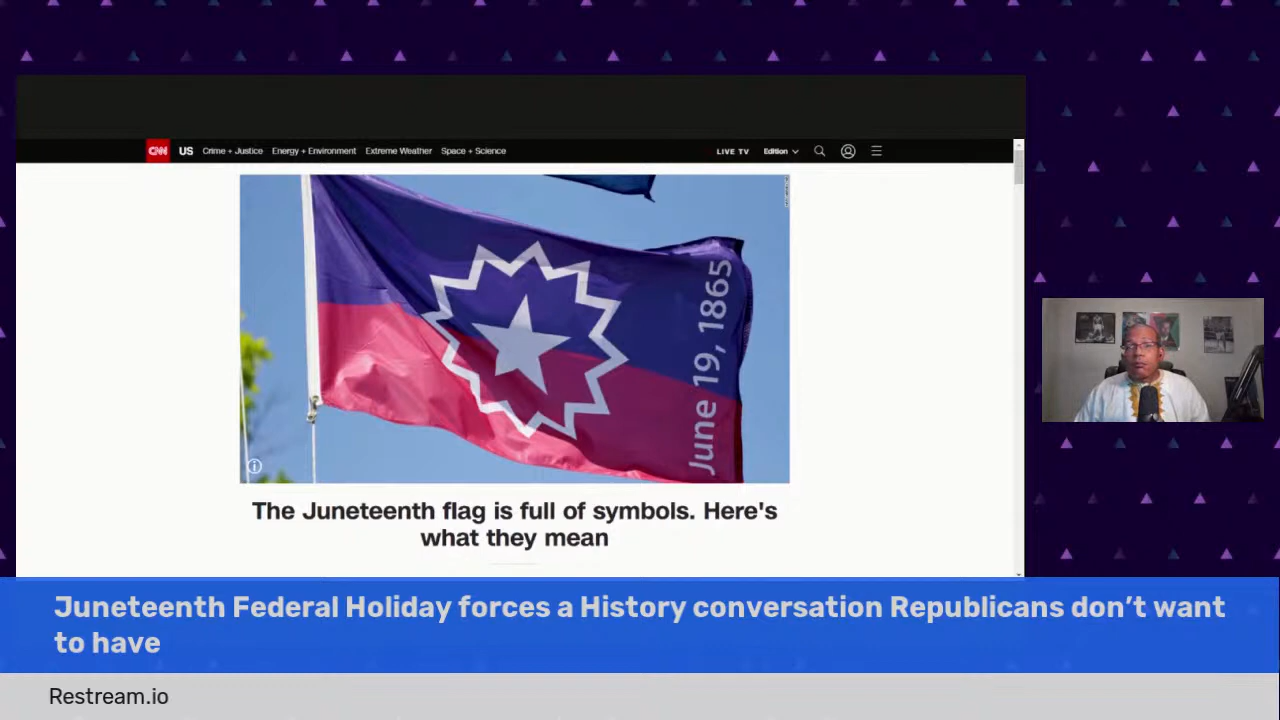 CNN US Crime + Justice Energy + Environment Extreme Weather Space + Science LIVE TV Edition
June 19, 1865
The Juneteenth flag is full of symbols. Here's
what they mean
Juneteenth Federal Holiday forces a History conversation Republicans don’t want
to have
Restream.io